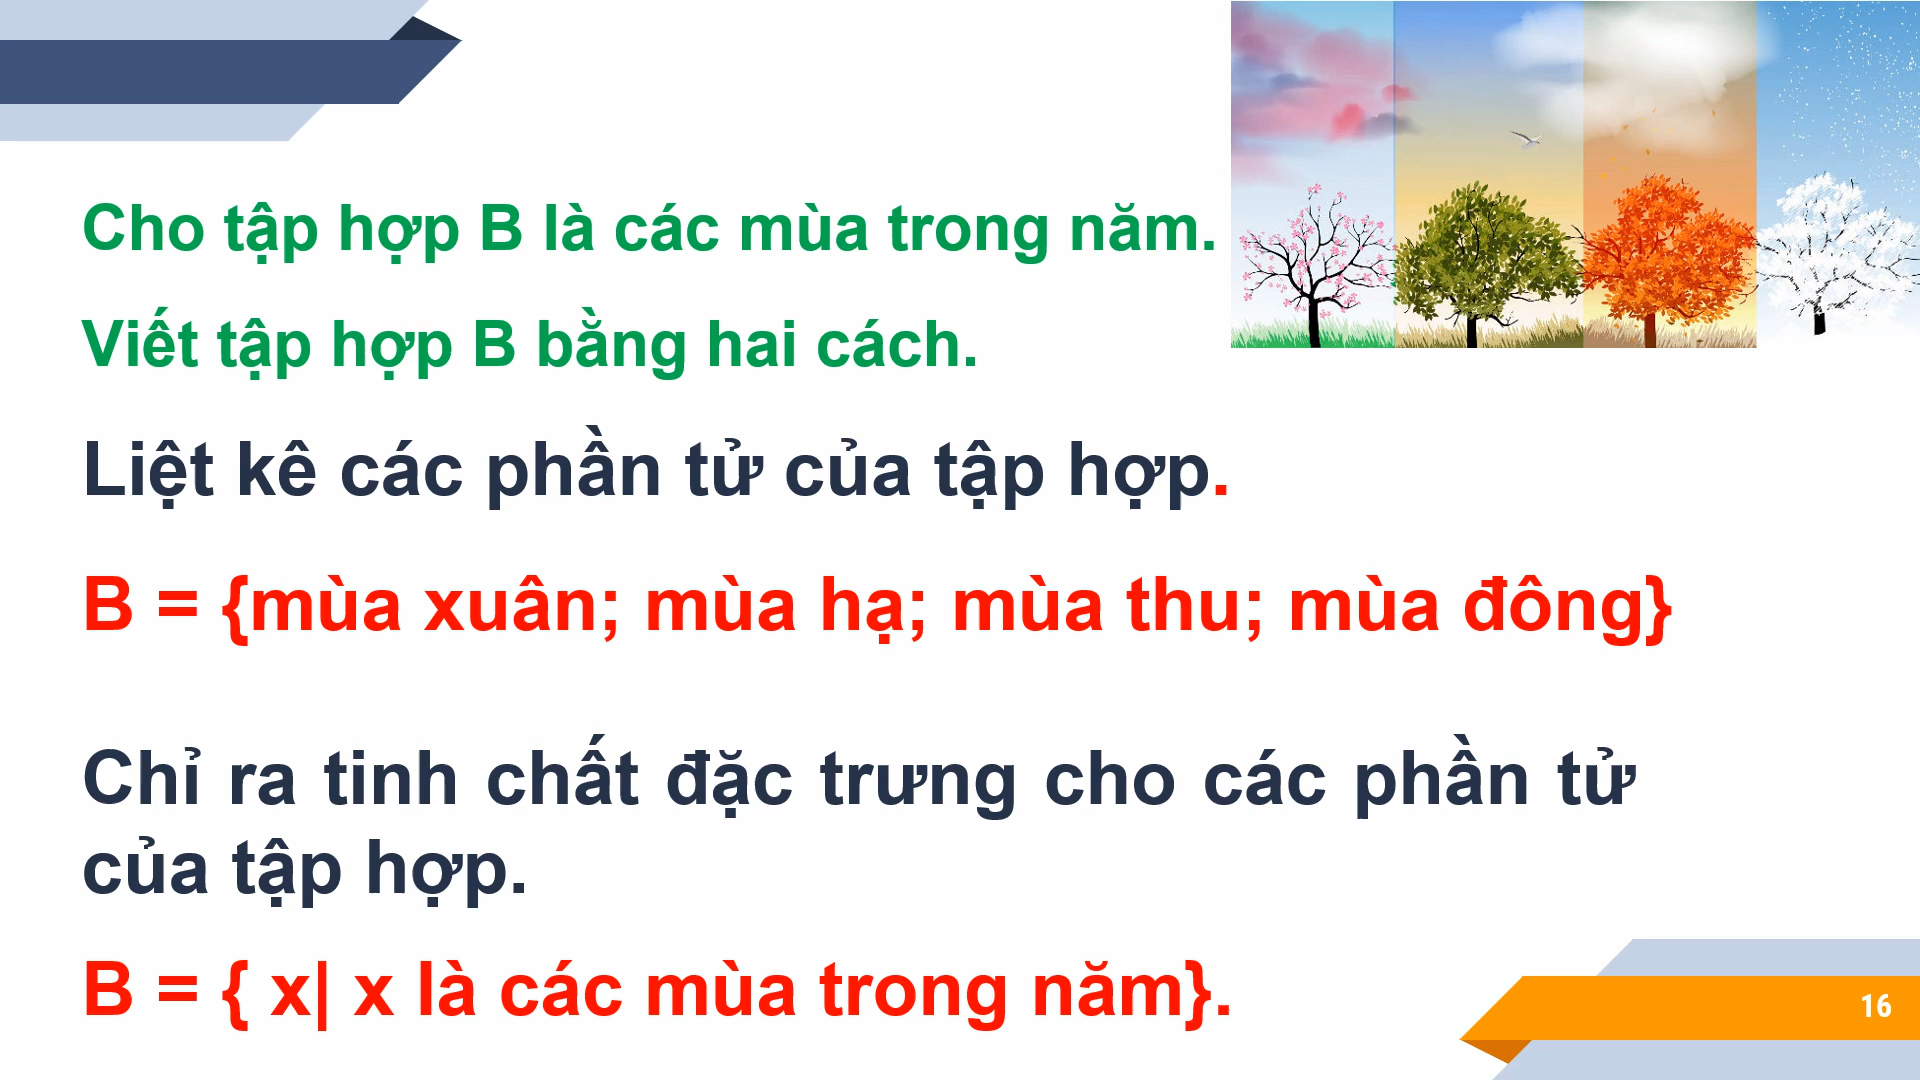 Cho tập hợp B là các mùa trong năm.
Viết tập hợp B bằng hai cách.
Liệt kê các phần tử của tập hợp.
B = {mùa xuân; mùa hạ; mùa thu; mùa đông}
Chỉ ra tinh chất đặc trưng cho các phần tử
của tập hợp.
B = { x| x là các mùa trong năm}.
16